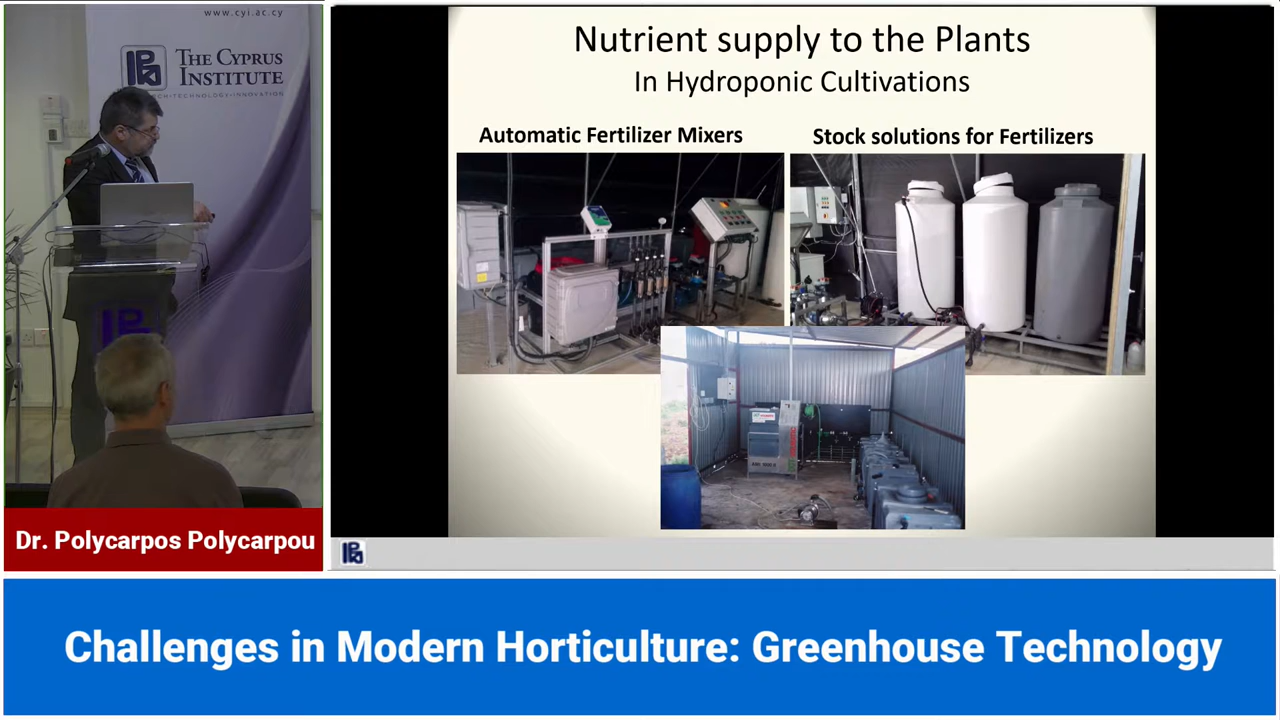 www.cyi.ac.cy
THE CYPRUS
INSTITUTE
Nutrient supply to the Plants
In Hydroponic Cultivations
Automatic Fertilizer Mixers
Stock solutions for Fertilizers
Dr. Polycarpos Polycarpou
Challenges in Modern Horticulture: Greenhouse Technology